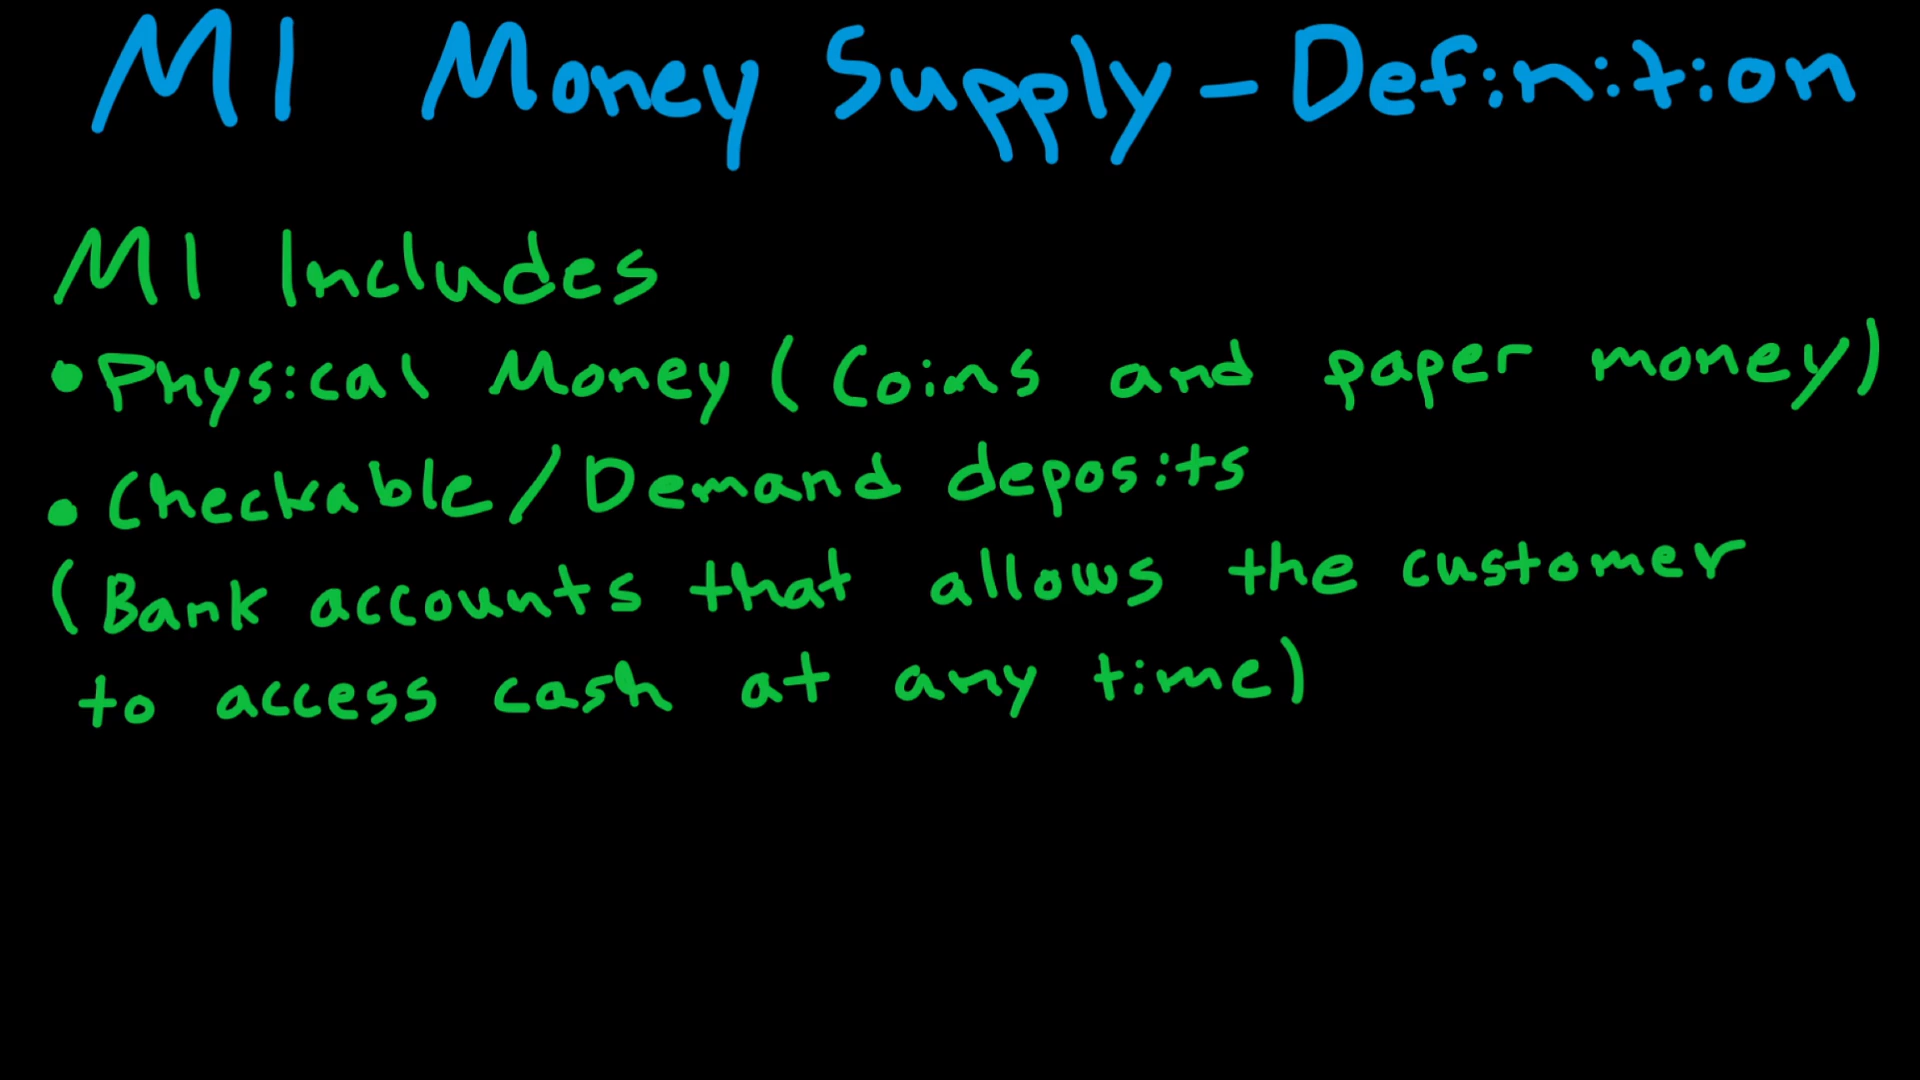 M1 Money Supply - Definition
M1 Includes
• Physical Money (Coins and paper money)
• Checkable/Demand deposits
(Bank accounts that allows the customer
to access cash at any time)